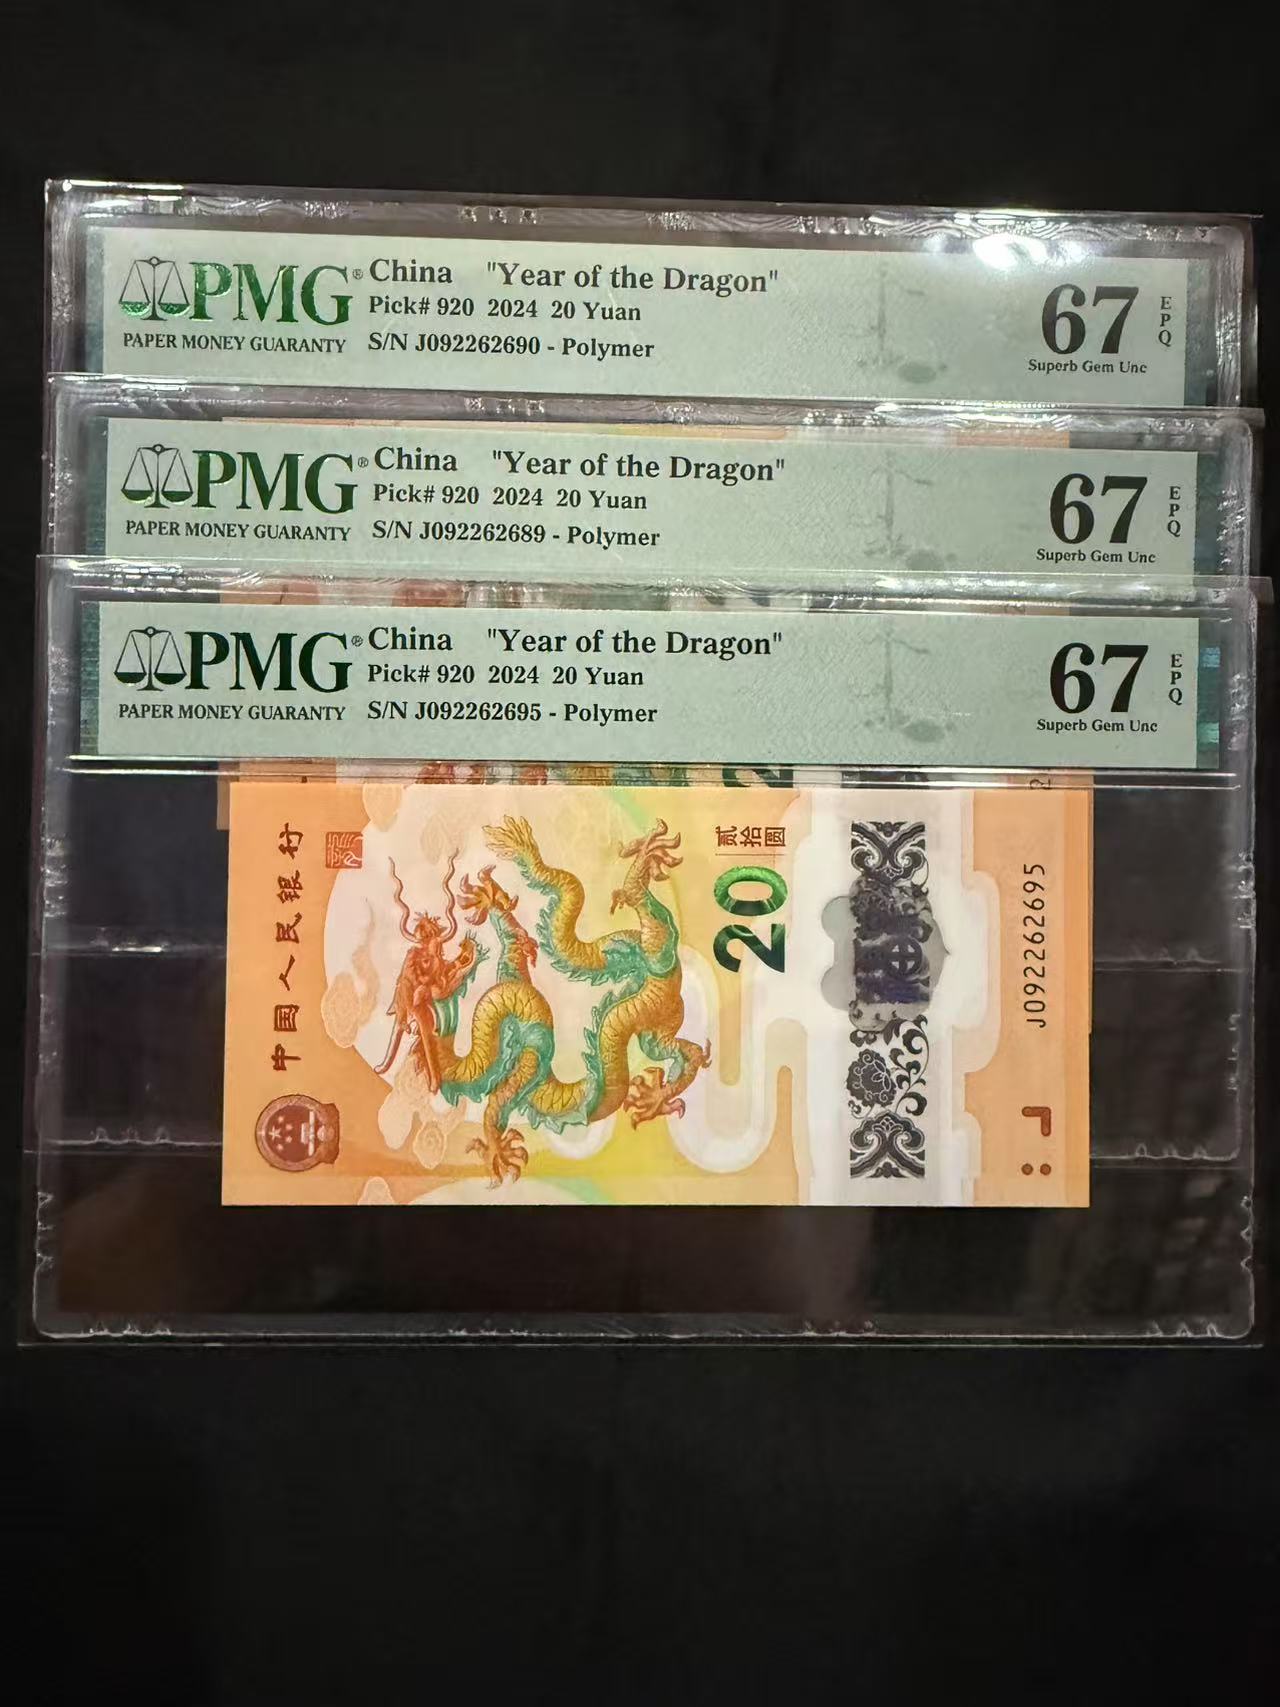 PMG®
PAPER MONEY GUARANTY
China "Year of the Dragon"
Pick# 920 2024 20 Yuan
S/N J092262690 - Polymer
67
EPQ
Superb Gem Unc
PMG®
PAPER MONEY GUARANTY
China "Year of the Dragon"
Pick# 920 2024 20 Yuan
S/N J092262689 - Polymer
67
EPQ
Superb Gem Unc
PMG®
PAPER MONEY GUARANTY
China "Year of the Dragon"
Pick# 920 2024 20 Yuan
S/N J092262695 - Polymer
67
EPQ
Superb Gem Unc
中国人民银行
贰拾圆
20
J092262695